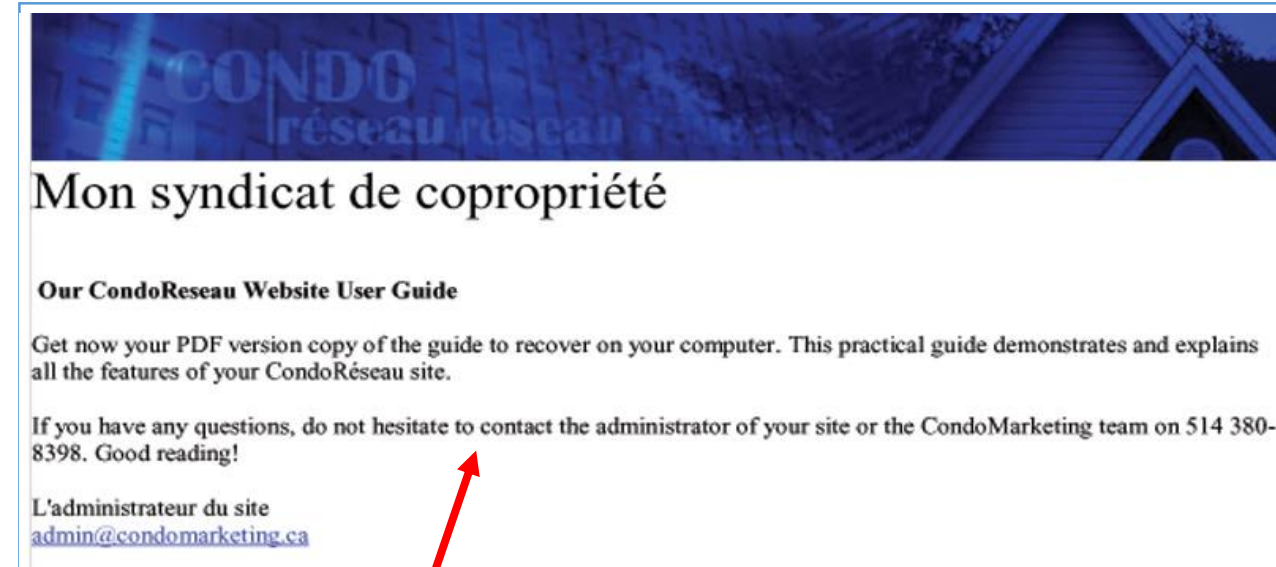 CONDO
réseau réseau réseau
Mon syndicat de copropriété
Our CondoReseau Website User Guide
Get now your PDF version copy of the guide to recover on your computer. This practical guide demonstrates and explains
all the features of your CondoRéseau site.
If you have any questions, do not hesitate to contact the administrator of your site or the CondoMarketing team on 514 380-
8398. Good reading!
L'administrateur du site
admin@condomarketing.ca